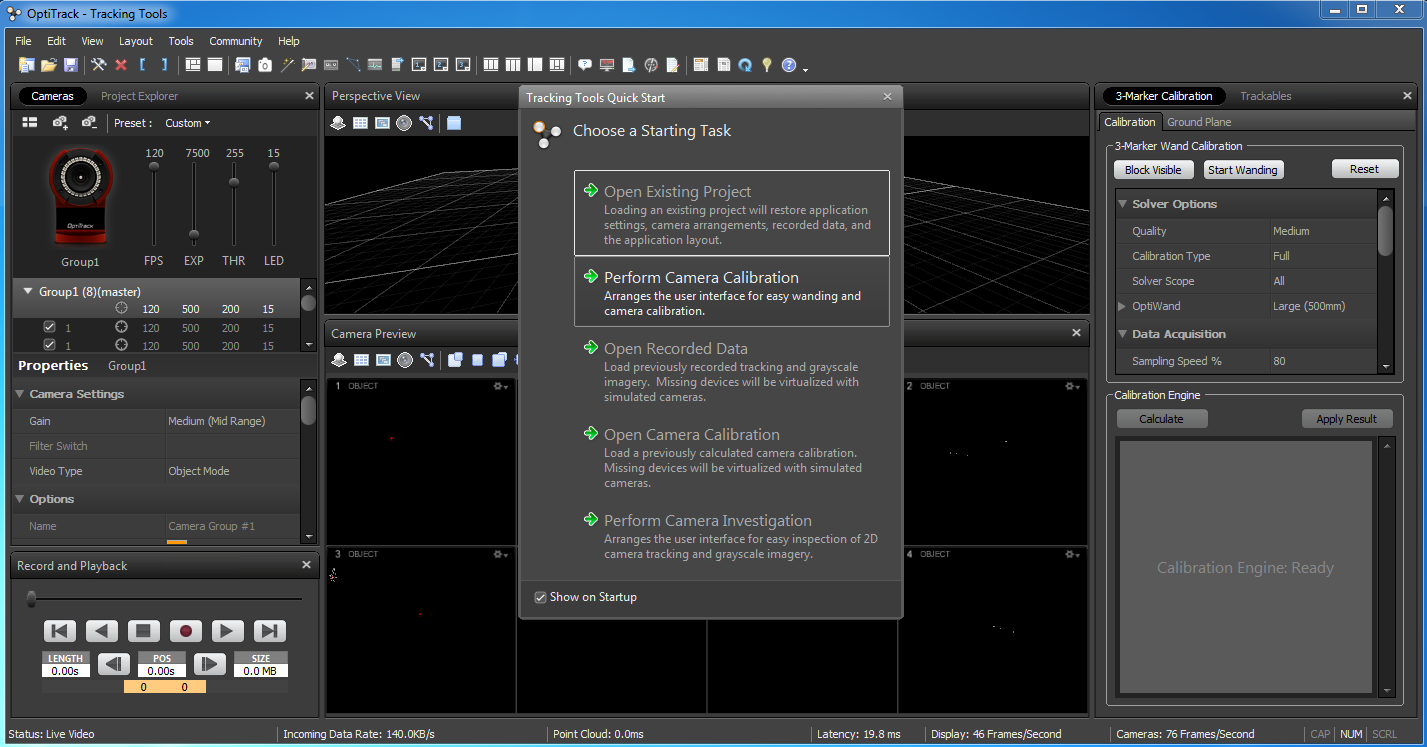 OptiTrack - Tracking Tools
File Edit View Layout Tools Community Help
Cameras Project Explorer
Preset : Custom
120 7500 255 15
OptiTrack
Group1
FPS EXP THR LED
Group1 (8)(master)
120 500 200 15
1 120 500 200 15
1 120 500 200 15
Properties Group1
Camera Settings
Gain Medium (Mid Range)
Filter Switch
Video Type Object Mode
Options
Name Camera Group #1
Record and Playback
LENGTH POS SIZE
0.00s 0.00s 0.0 MB
0 0
Perspective View
Camera Preview
1 OBJECT
2 OBJECT
3 OBJECT
4 OBJECT
Tracking Tools Quick Start
Choose a Starting Task
Open Existing Project
Loading an existing project will restore application
settings, camera arrangements, recorded data, and
the application layout.
Perform Camera Calibration
Arranges the user interface for easy wanding and
camera calibration.
Open Recorded Data
Load previously recorded tracking and grayscale
imagery. Missing devices will be virtualized with
simulated cameras.
Open Camera Calibration
Load a previously calculated camera calibration.
Missing devices will be virtualized with simulated
cameras.
Perform Camera Investigation
Arranges the user interface for easy inspection of 2D
camera tracking and grayscale imagery.
Show on Startup
3-Marker Calibration Trackables
Calibration Ground Plane
3-Marker Wand Calibration
Block Visible Start Wanding Reset
Solver Options
Quality Medium
Calibration Type Full
Solver Scope All
OptiWand Large (500mm)
Data Acquisition
Sampling Speed % 80
Calibration Engine
Calculate Apply Result
Calibration Engine: Ready
Status: Live Video Incoming Data Rate: 140.0KB/s Point Cloud: 0.0ms Latency: 19.8 ms Display: 46 Frames/Second Cameras: 76 Frames/Second CAP NUM SCRL